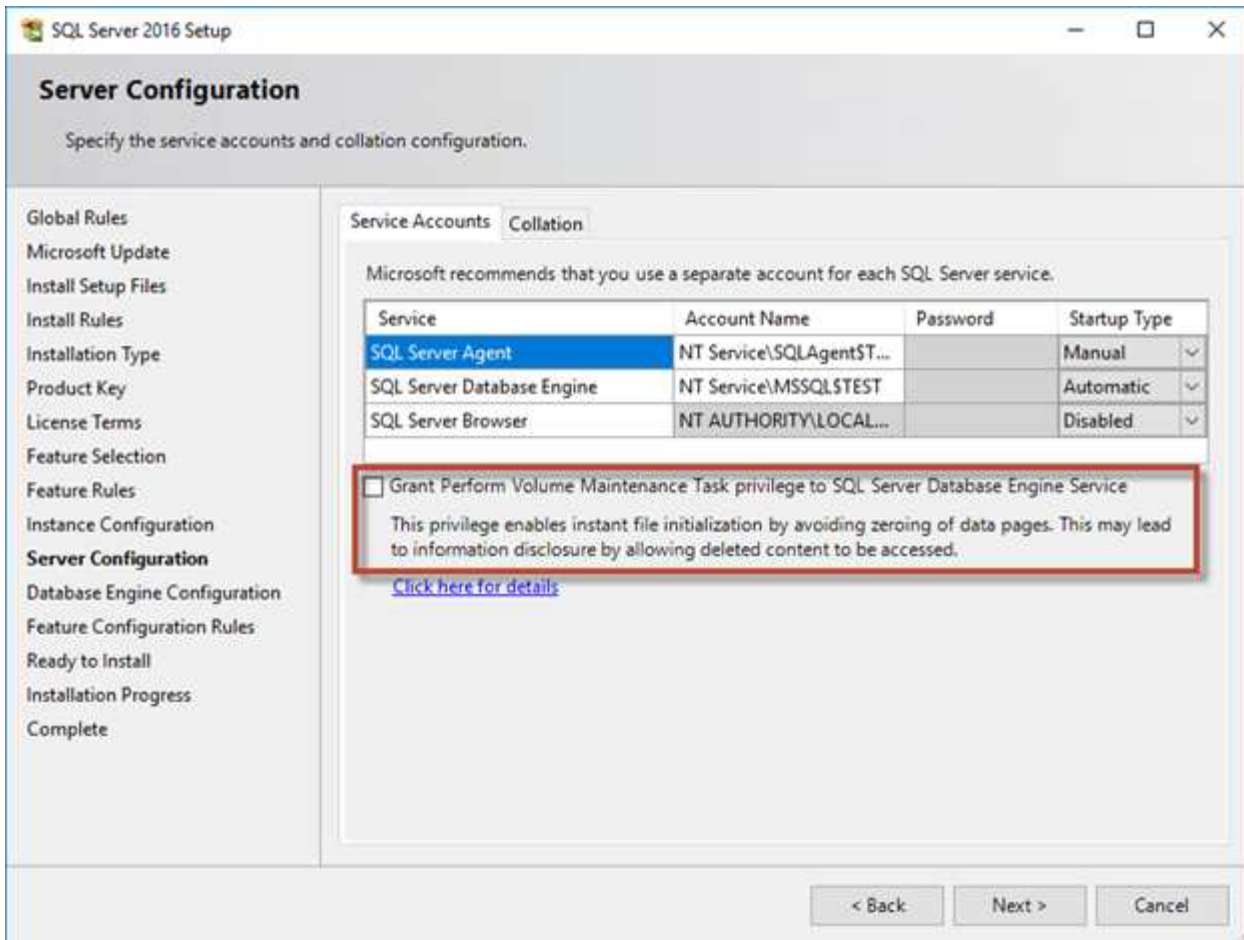 SQL Server 2016 Setup
Server Configuration
Specify the service accounts and collation configuration.
Global Rules
Microsoft Update
Install Setup Files
Install Rules
Installation Type
Product Key
License Terms
Feature Selection
Feature Rules
Instance Configuration
Server Configuration
Database Engine Configuration
Feature Configuration Rules
Ready to Install
Installation Progress
Complete
Service Accounts Collation
Microsoft recommends that you use a separate account for each SQL Server service.
Service Account Name Password Startup Type
SQL Server Agent NT Service\SQLAgent$T... Manual
SQL Server Database Engine NT Service\MSSQL$TEST Automatic
SQL Server Browser NT AUTHORITY\LOCAL... Disabled
Grant Perform Volume Maintenance Task privilege to SQL Server Database Engine Service
This privilege enables instant file initialization by avoiding zeroing of data pages. This may lead
to information disclosure by allowing deleted content to be accessed.
Click here for details
< Back Next > Cancel